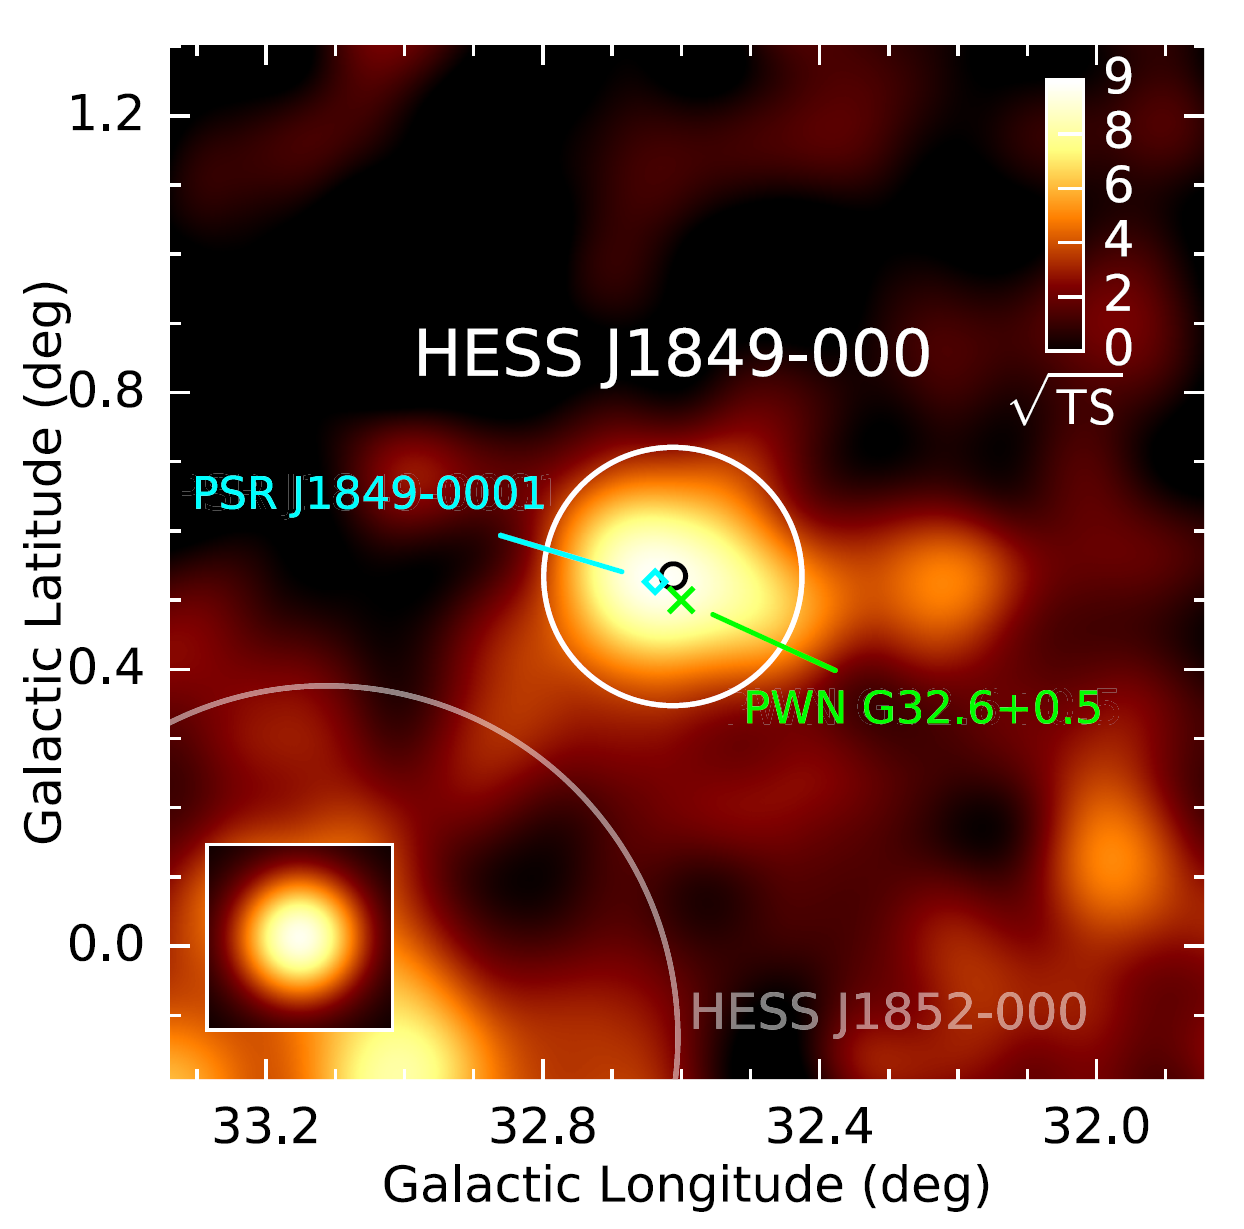 9
1.2
8
6
4
2
HESS J1849-000
0
0.8
√TS
PSR J1849-0001
0.4
PWN G32.6+0.5
0.0
HESS J1852-000
33.2 32.8 32.4 32.0
Galactic Longitude (deg)
Galactic Latitude (deg)